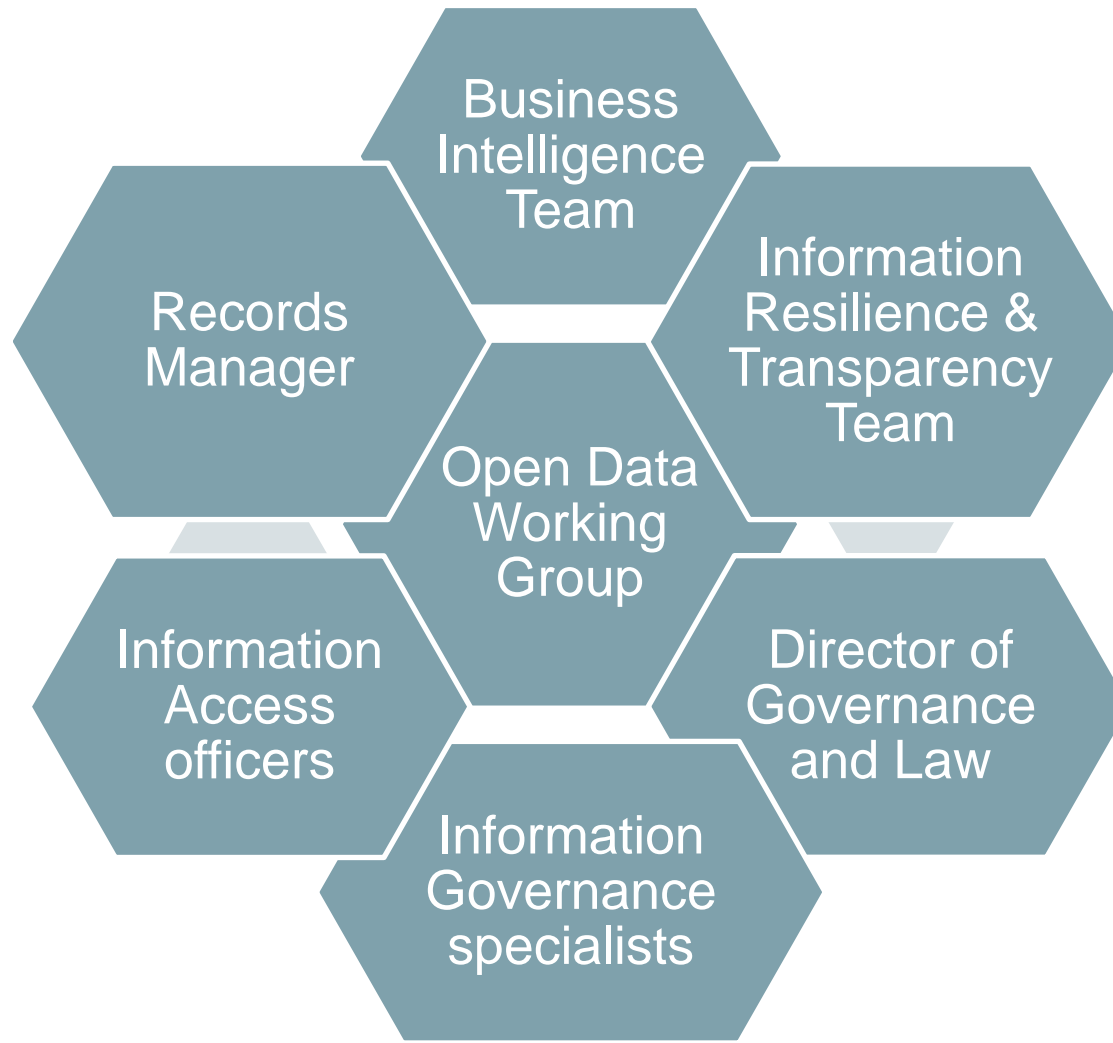 Business
Intelligence
Team
Records
Manager
Information
Resilience &
Transparency
Team
Open Data
Working
Group
Information
Access
officers
Director of
Governance
and Law
Information
Governance
specialists